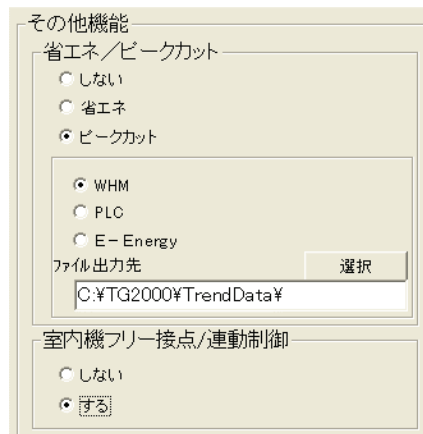 その他機能
省エネ／ピークカット
しない
省エネ
ピークカット
WHM
PLC
E－Energy
ﾌｧｲﾙ出力先 選択
C:¥TG2000¥TrendData¥
室内機フリー接点/連動制御
しない
する